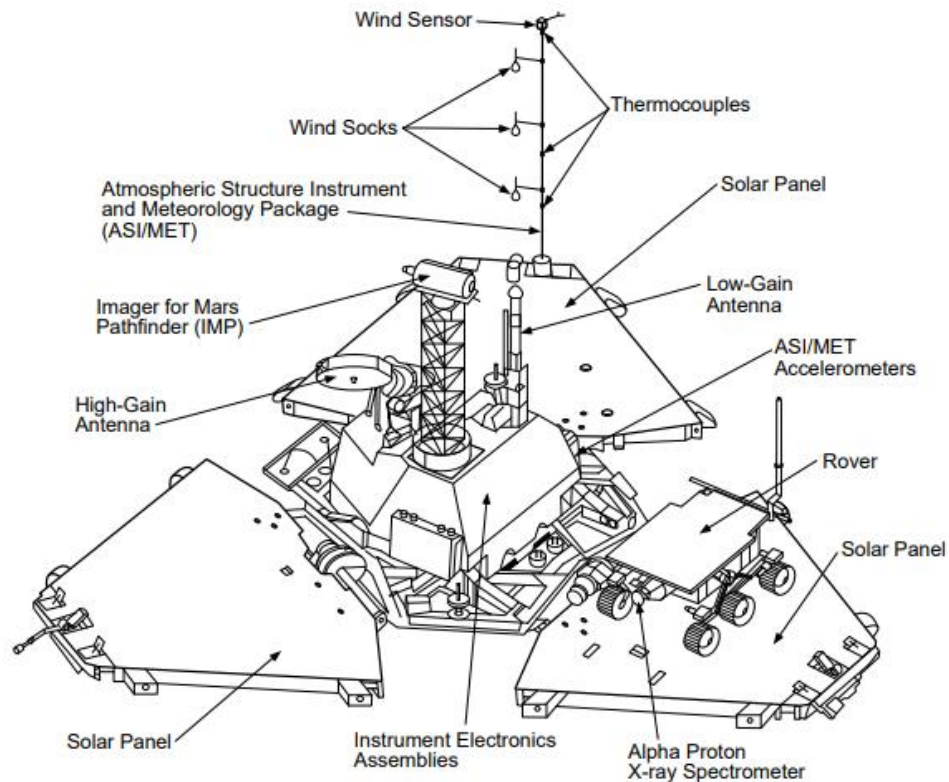 Wind Sensor
Thermocouples
Wind Socks
Atmospheric Structure Instrument
and Meteorology Package
(ASI/MET)
Solar Panel
Imager for Mars
Pathfinder (IMP)
Low-Gain
Antenna
ASI/MET
Accelerometers
High-Gain
Antenna
Rover
Solar Panel
Solar Panel
Instrument Electronics
Assemblies
Alpha Proton
X-ray Spectrometer